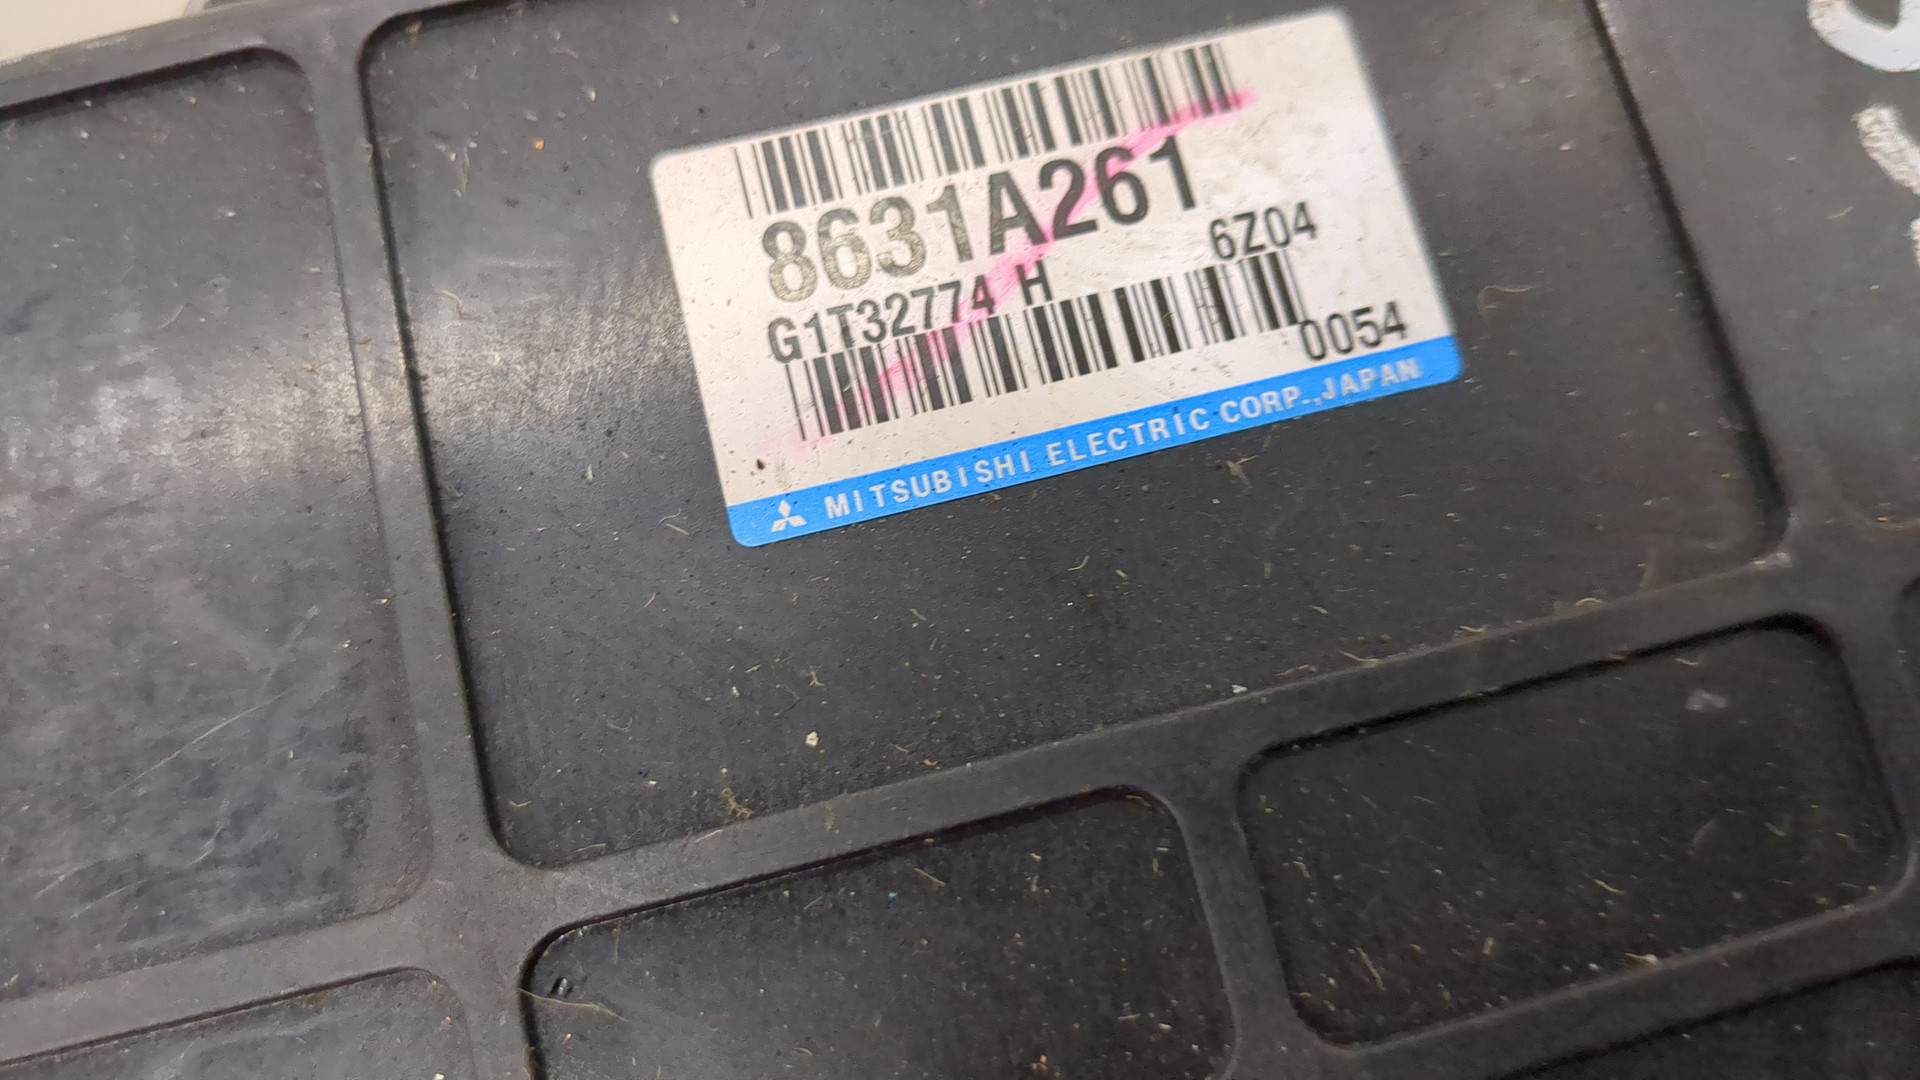 8631A261
G1T32774 H 6Z04
0054
MITSUBISHI ELECTRIC CORP.,JAPAN